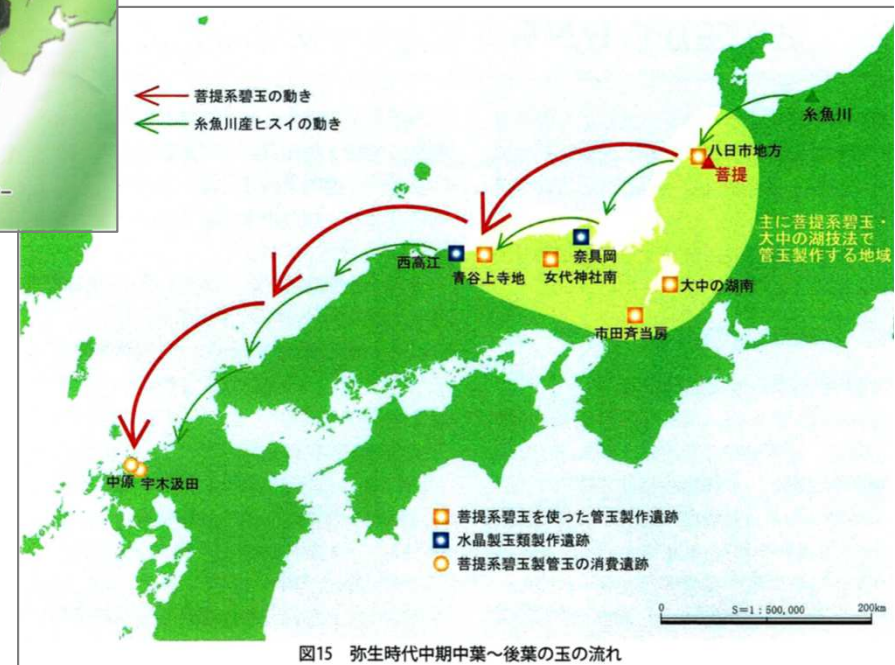 菩提系碧玉の動き
糸魚川産ヒスイの動き
糸魚川
八日市地方
菩提
主に菩提系碧玉・
大中の湖技法で
管玉製作する地域
奈具岡
西高江
青谷上寺地
女代神社南
大中の湖南
市田斉当房
中原
宇木汲田
菩提系碧玉を使った管玉製作遺跡
水晶製玉類製作遺跡
菩提系碧玉製管玉の消費遺跡
0 S=1:500,000 200km
図15 弥生時代中期中葉〜後葉の玉の流れ